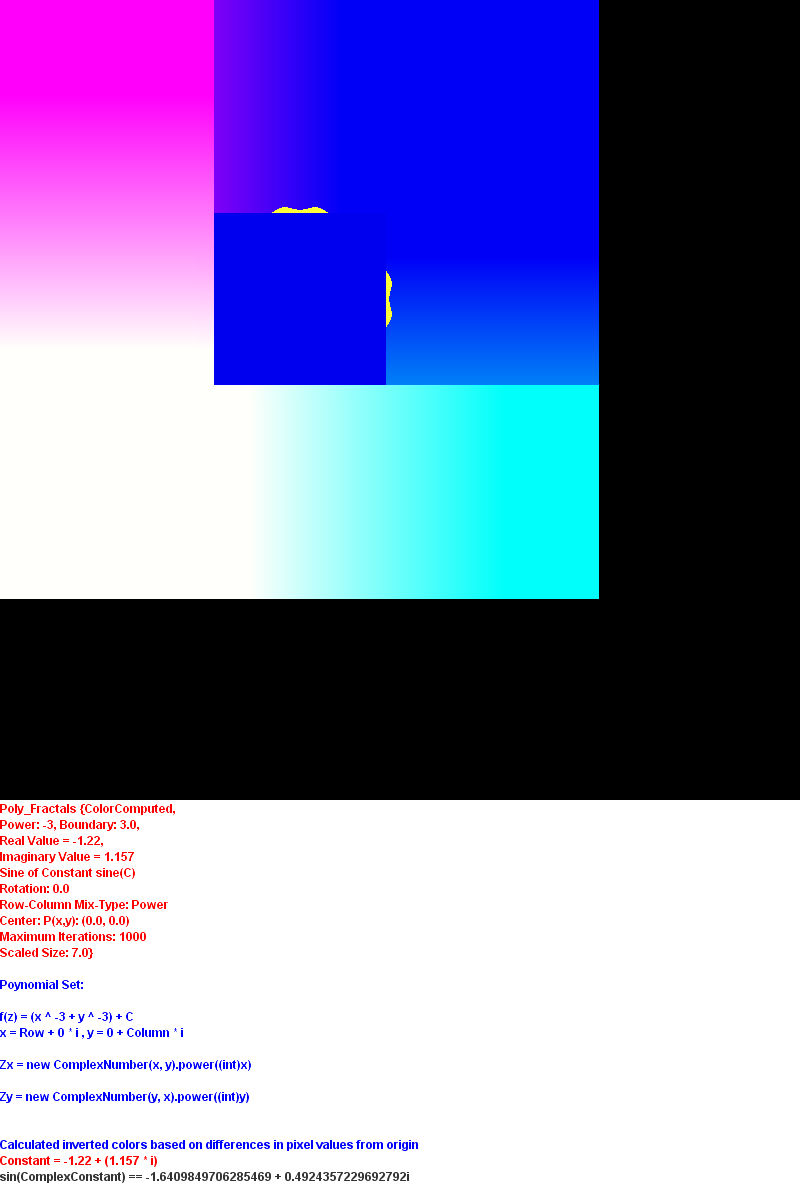 Poly_Fractals {ColorComputed,
Power: -3, Boundary: 3.0,
Real Value = -1.22,
Imaginary Value = 1.157
Sine of Constant sine(C)
Rotation: 0.0
Row-Column Mix-Type: Power
Center: P(x,y): (0.0, 0.0)
Maximum Iterations: 1000
Scaled Size: 7.0}
Poynomial Set:
f(z) = (x ^ -3 + y ^ -3) + C
x = Row + 0 * i , y = 0 + Column * i
Zx = new ComplexNumber(x, y).power((int)x)
Zy = new ComplexNumber(y, x).power((int)y)
Calculated inverted colors based on differences in pixel values from origin
Constant = -1.22 + (1.157 * i)
sin(ComplexConstant) == -1.6409849706285469 + 0.4924357229692792i